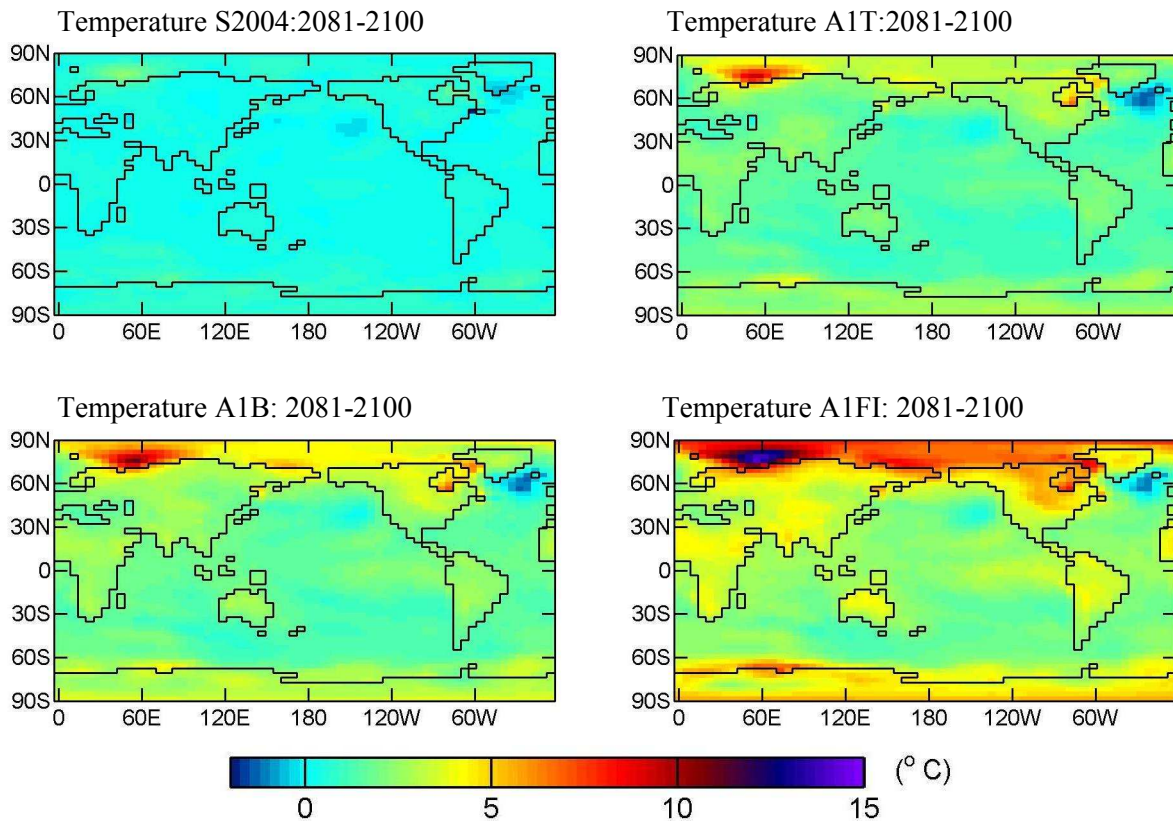 Temperature S2004:2081-2100
Temperature A1T:2081-2100
90N
60N
30N
0
30S
60S
90S
0 60E 120E 180 120W 60W
90N
60N
30N
0
30S
60S
90S
0 60E 120E 180 120W 60W
Temperature A1B: 2081-2100
Temperature A1FI: 2081-2100
90N
60N
30N
0
30S
60S
90S
0 60E 120E 180 120W 60W
90N
60N
30N
0
30S
60S
90S
0 60E 120E 180 120W 60W
0 5 10 15 (° C)